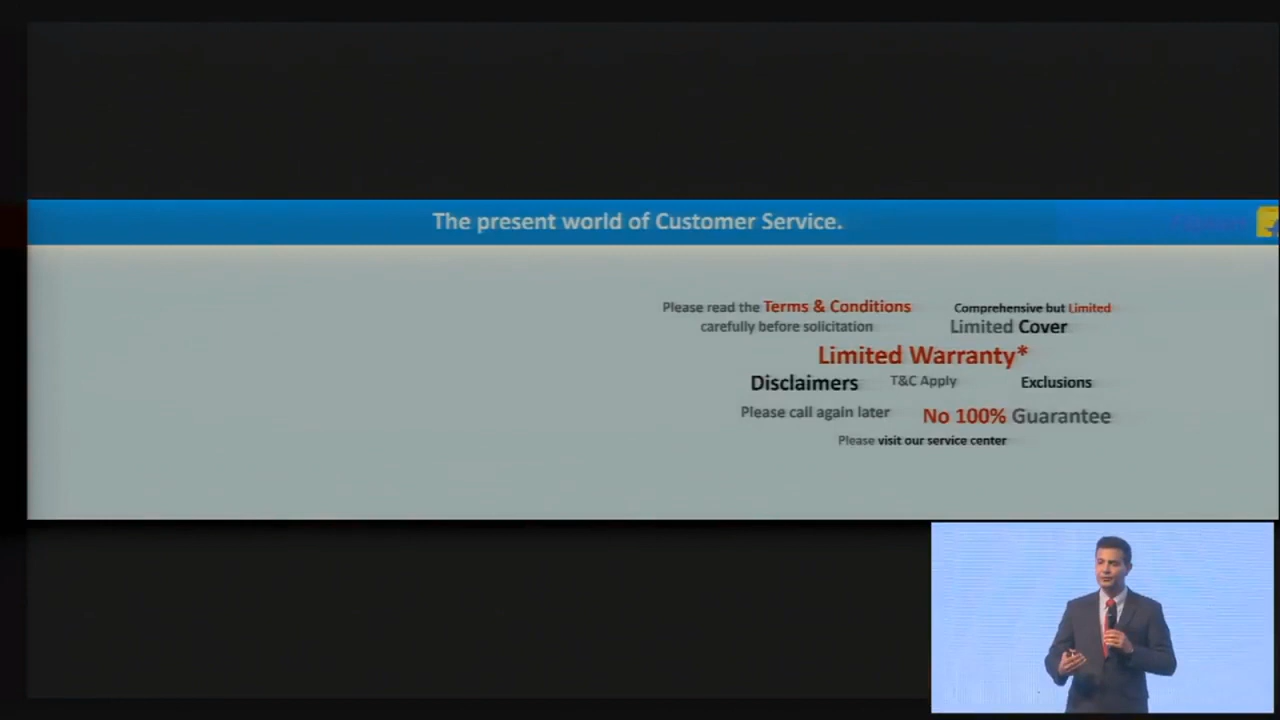 The present world of Customer Service.
Please read the Terms & Conditions
carefully before solicitation
Comprehensive but Limited
Limited Cover
Limited Warranty*
Disclaimers
T&C Apply
Exclusions
Please call again later
No 100% Guarantee
Please visit our service center